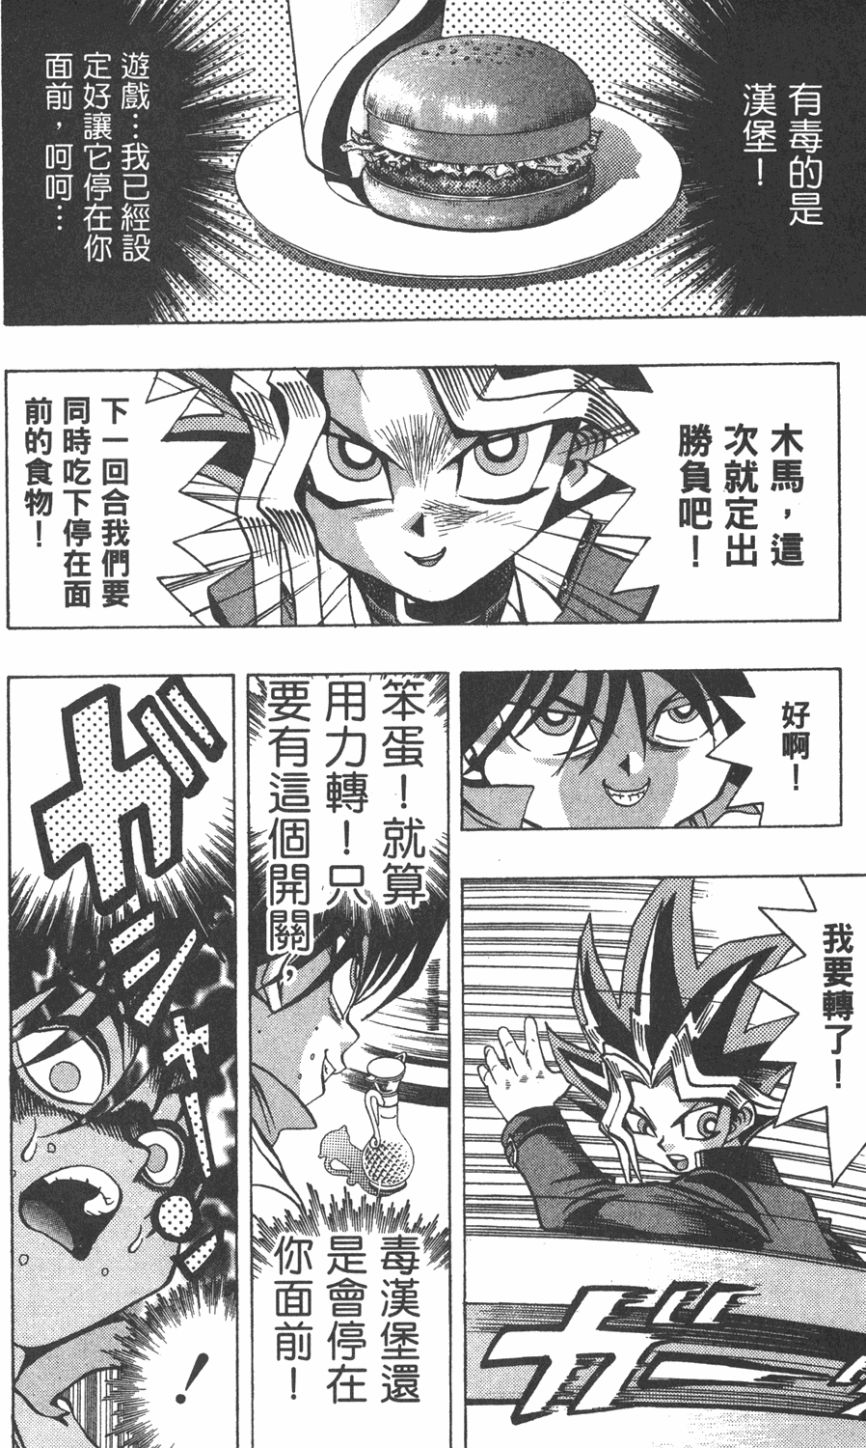 有毒的是
漢堡！
遊戲…我已經設
定好讓它停在你
面前，呵呵…
木馬，這
次就定出
勝負吧！
下一回合我們要
同時吃下停在面
前的食物！
好啊！
我要轉了！
ガー
笨蛋！就算
用力轉！只
要有這個開關，
毒漢堡還
是會停在
你面前！
ガラ
！